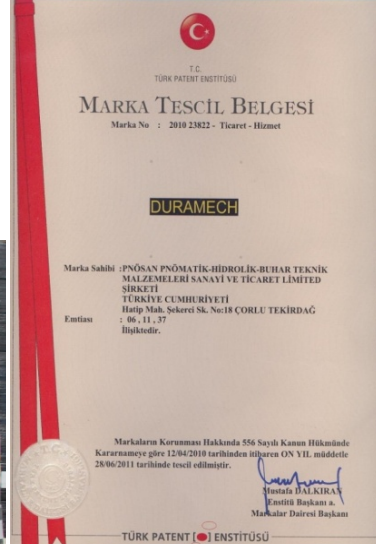 T.C.
TÜRK PATENT ENSTİTÜSÜ
MARKA TESCİL BELGESİ
Marka No : 2010 23822 - Ticaret - Hizmet
DURAMECH
Marka Sahibi :PNÖSAN PNÖMATİK-HİDROLİK-BUHAR TEKNİK
MALZEMELERİ SANAYİ VE TİCARET LİMİTED
ŞİRKETİ
TÜRKİYE CUMHURİYETİ
Hatip Mah. Şekerci Sk. No:18 ÇORLU TEKİRDAĞ
Emtiası : 06 , 11 , 37
İlişiktedir.
Markaların Korunması Hakkında 556 Sayılı Kanun Hükmünde
Kararnameye göre 12/04/2010 tarihinden itibaren ON YIL müddetle
28/06/2011 tarihinde tescil edilmiştir.
Mustafa DALKIRAN
Enstitü Başkanı a.
Markalar Dairesi Başkanı
TÜRK PATENT ENSTİTÜSÜ